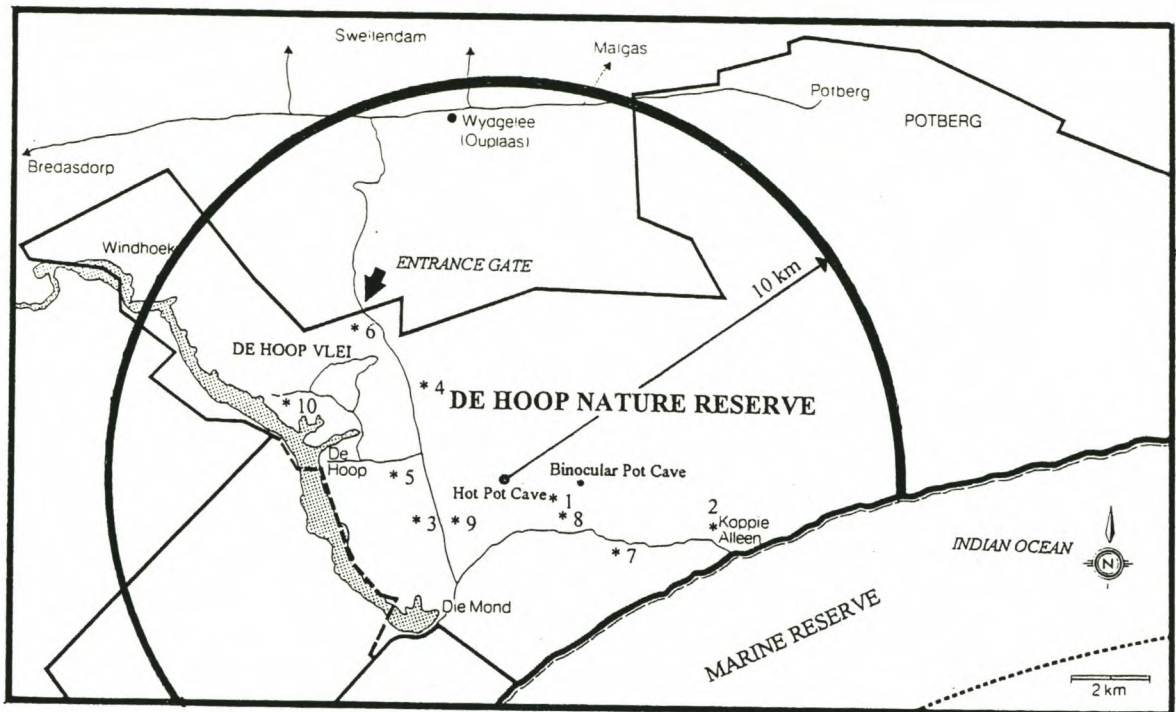 Swellendam
Malgas
Potberg
POTBERG
Wydgelee
(Ouplaas)
Bredasdorp
Windhoek
ENTRANCE GATE
10 km
* 6
DE HOOP VLEI
* 4
DE HOOP NATURE RESERVE
* 10
De
Hoop
* 5
Binocular Pot Cave
Hot Pot Cave
* 1
* 3
* 9
* 8
2
*
Koppie
Alleen
* 7
INDIAN OCEAN
N
Die Mond
MARINE RESERVE
2 km